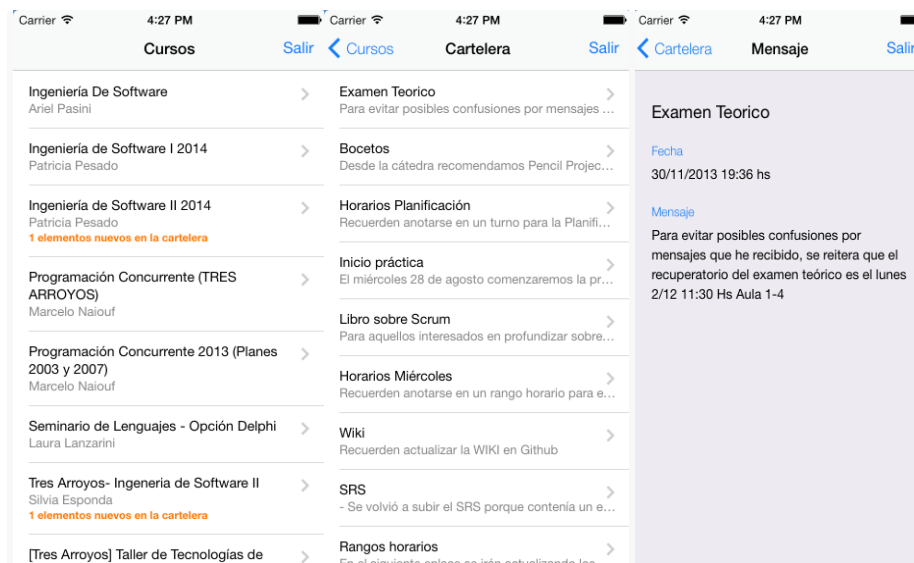 Carrier 4:27 PM
Cursos Salir
Ingeniería De Software
Ariel Pasini
Ingeniería de Software I 2014
Patricia Pesado
Ingeniería de Software II 2014
Patricia Pesado
1 elementos nuevos en la cartelera
Programación Concurrente (TRES
ARROYOS)
Marcelo Naiouf
Programación Concurrente 2013 (Planes
2003 y 2007)
Marcelo Naiouf
Seminario de Lenguajes - Opción Delphi
Laura Lanzarini
Tres Arroyos- Ingeneria de Software II
Silvia Esponda
1 elementos nuevos en la cartelera
[Tres Arroyos] Taller de Tecnologías de
Carrier 4:27 PM
Cursos Cartelera Salir
Examen Teorico
Para evitar posibles confusiones por mensajes ...
Bocetos
Desde la cátedra recomendamos Pencil Projec...
Horarios Planificación
Recuerden anotarse en un turno para la Planifi...
Inicio práctica
El miércoles 28 de agosto comenzaremos la pr...
Libro sobre Scrum
Para aquellos interesados en profundizar sobre...
Horarios Miércoles
Recuerden anotarse en un rango horario para e...
Wiki
Recuerden actualizar la WIKI en Github
SRS
- Se volvió a subir el SRS porque contenía un e...
Rangos horarios
En el siguiente enlace se irán actualizando los
Carrier 4:27 PM
Cartelera Mensaje Salir
Examen Teorico
Fecha
30/11/2013 19:36 hs
Mensaje
Para evitar posibles confusiones por
mensajes que he recibido, se reitera que el
recuperatorio del examen teórico es el lunes
2/12 11:30 Hs Aula 1-4